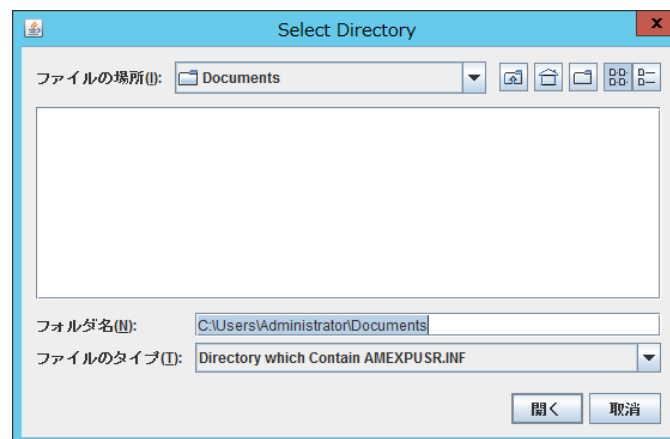 Select Directory
x
ファイルの場所(I): Documents
フォルダ名(N): C:\Users\Administrator\Documents
ファイルのタイプ(T): Directory which Contain AMEXPUSR.INF
開く 取消